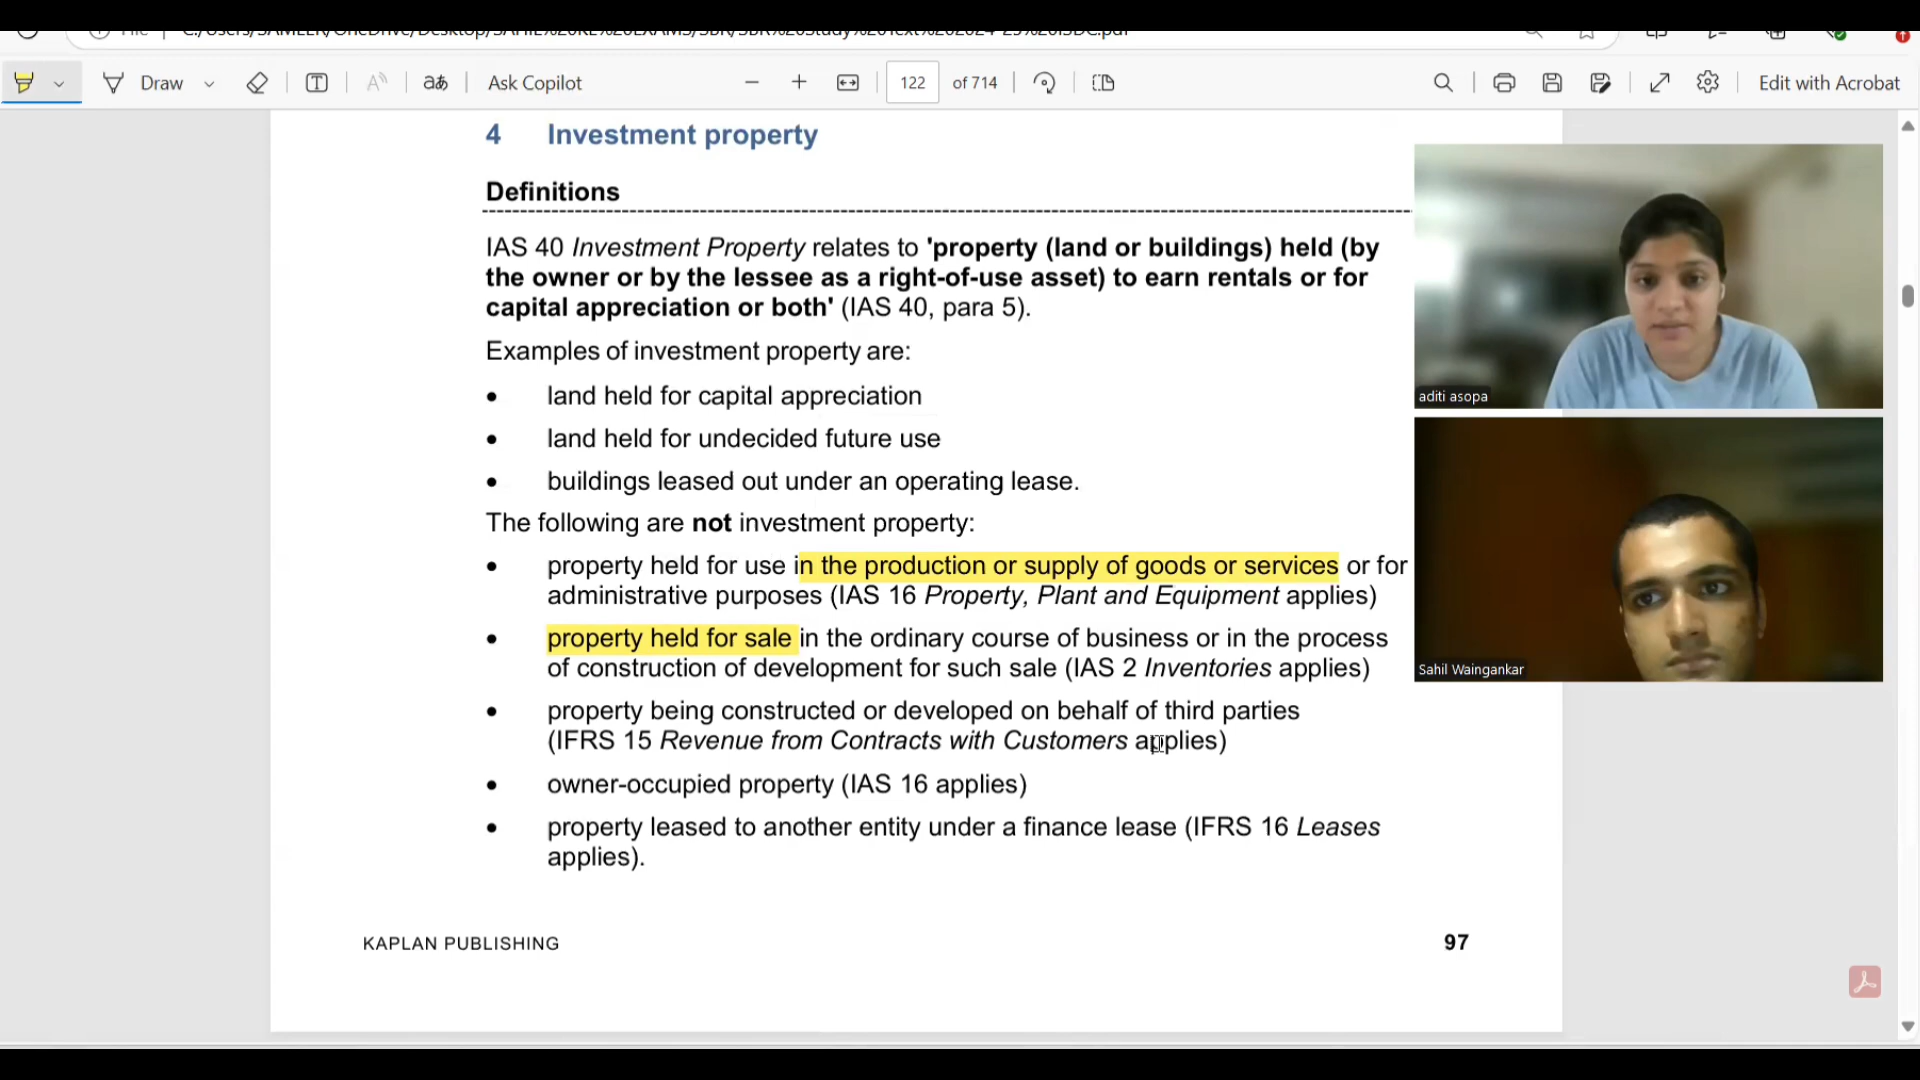 Draw
Ask Copilot
122 of 714
Edit with Acrobat
4 Investment property
Definitions
IAS 40 Investment Property relates to 'property (land or buildings) held (by
the owner or by the lessee as a right-of-use asset) to earn rentals or for
capital appreciation or both' (IAS 40, para 5).
Examples of investment property are:
• land held for capital appreciation
• land held for undecided future use
• buildings leased out under an operating lease.
The following are not investment property:
• property held for use in the production or supply of goods or services or for
administrative purposes (IAS 16 Property, Plant and Equipment applies)
• property held for sale in the ordinary course of business or in the process
of construction of development for such sale (IAS 2 Inventories applies)
• property being constructed or developed on behalf of third parties
(IFRS 15 Revenue from Contracts with Customers applies)
• owner-occupied property (IAS 16 applies)
• property leased to another entity under a finance lease (IFRS 16 Leases
applies).
KAPLAN PUBLISHING
97
aditi asopa
Sahil Waingankar